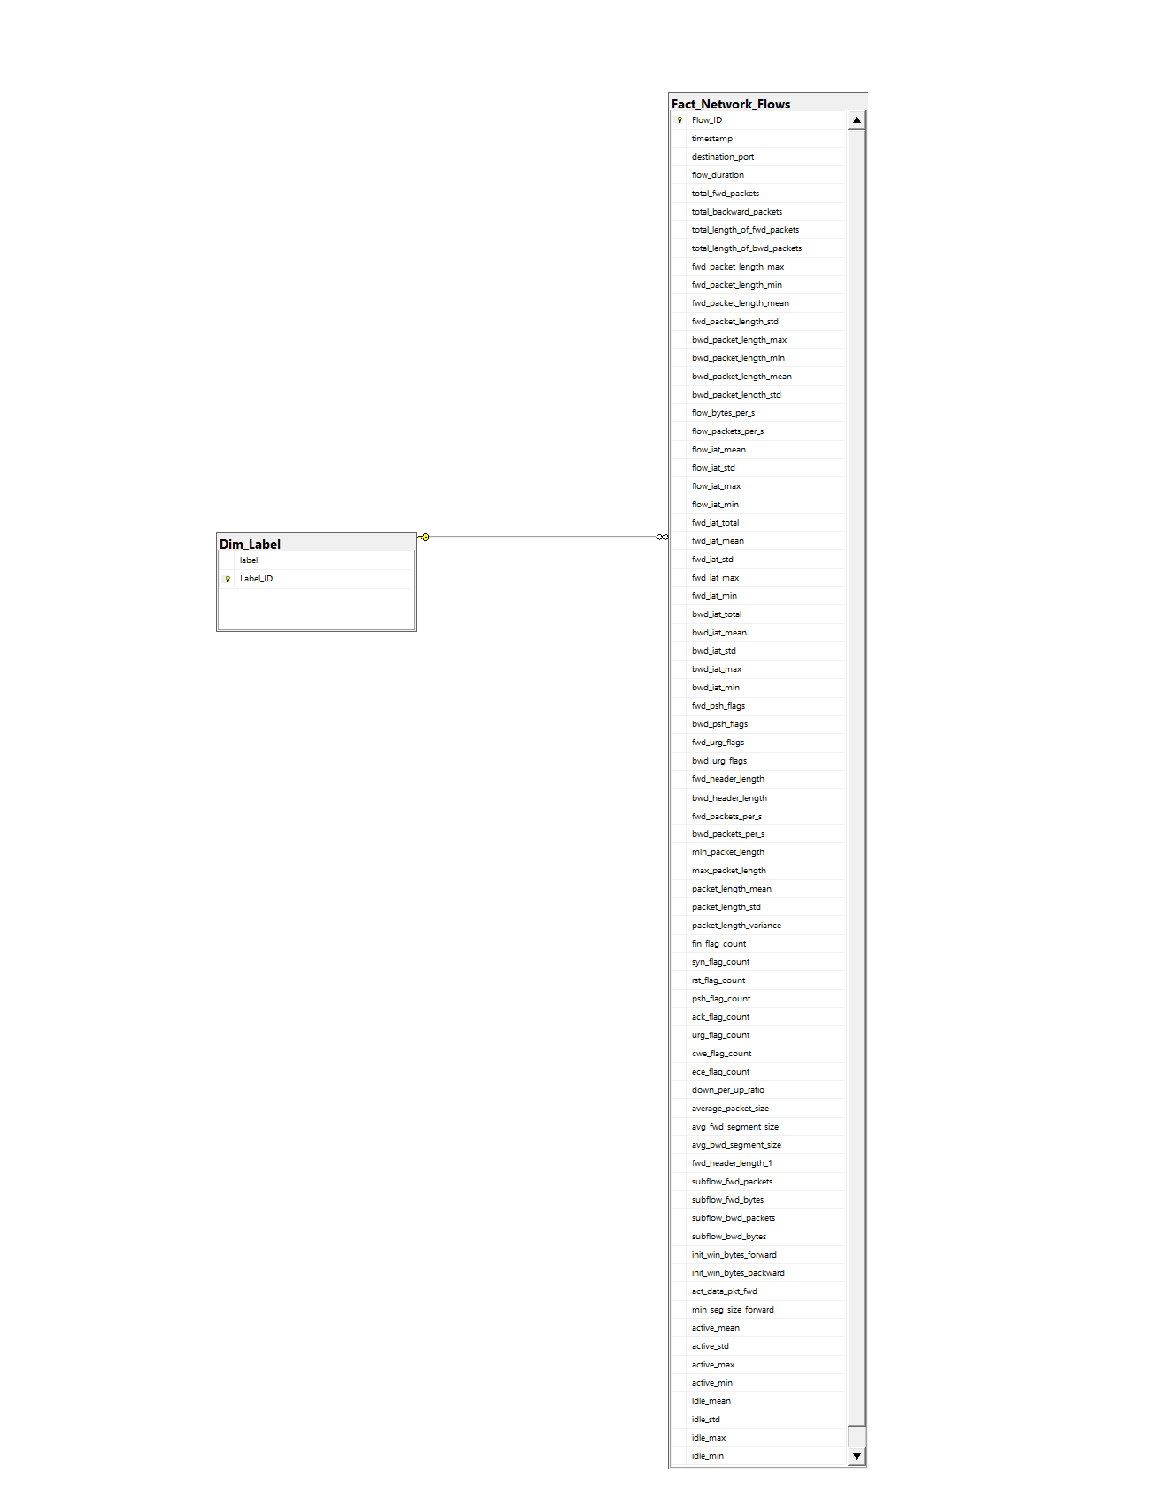 Fact_Network_Flows
Flow_ID
timestamp
destination_port
flow_duration
total_fwd_packets
total_backward_packets
total_length_of_fwd_packets
total_length_of_bwd_packets
fwd_packet_length_max
fwd_packet_length_min
fwd_packet_length_mean
fwd_packet_length_std
bwd_packet_length_max
bwd_packet_length_min
bwd_packet_length_mean
bwd_packet_length_std
flow_bytes_per_s
flow_packets_per_s
flow_iat_mean
flow_iat_std
flow_iat_max
flow_iat_min
fwd_iat_total
fwd_iat_mean
fwd_iat_std
fwd_iat_max
fwd_iat_min
bwd_iat_total
bwd_iat_mean
bwd_iat_std
bwd_iat_max
bwd_iat_min
fwd_psh_flags
bwd_psh_flags
fwd_urg_flags
bwd_urg_flags
fwd_header_length
bwd_header_length
fwd_packets_per_s
bwd_packets_per_s
min_packet_length
max_packet_length
packet_length_mean
packet_length_std
packet_length_variance
fin_flag_count
syn_flag_count
rst_flag_count
psh_flag_count
ack_flag_count
urg_flag_count
cwe_flag_count
ece_flag_count
down_per_up_ratio
average_packet_size
avg_fwd_segment_size
avg_bwd_segment_size
fwd_header_length_1
subflow_fwd_packets
subflow_fwd_bytes
subflow_bwd_packets
subflow_bwd_bytes
init_win_bytes_forward
init_win_bytes_backward
act_data_pkt_fwd
min_seg_size_forward
active_mean
active_std
active_max
active_min
idle_mean
idle_std
idle_max
idle_min
Dim_Label
label
Label_ID